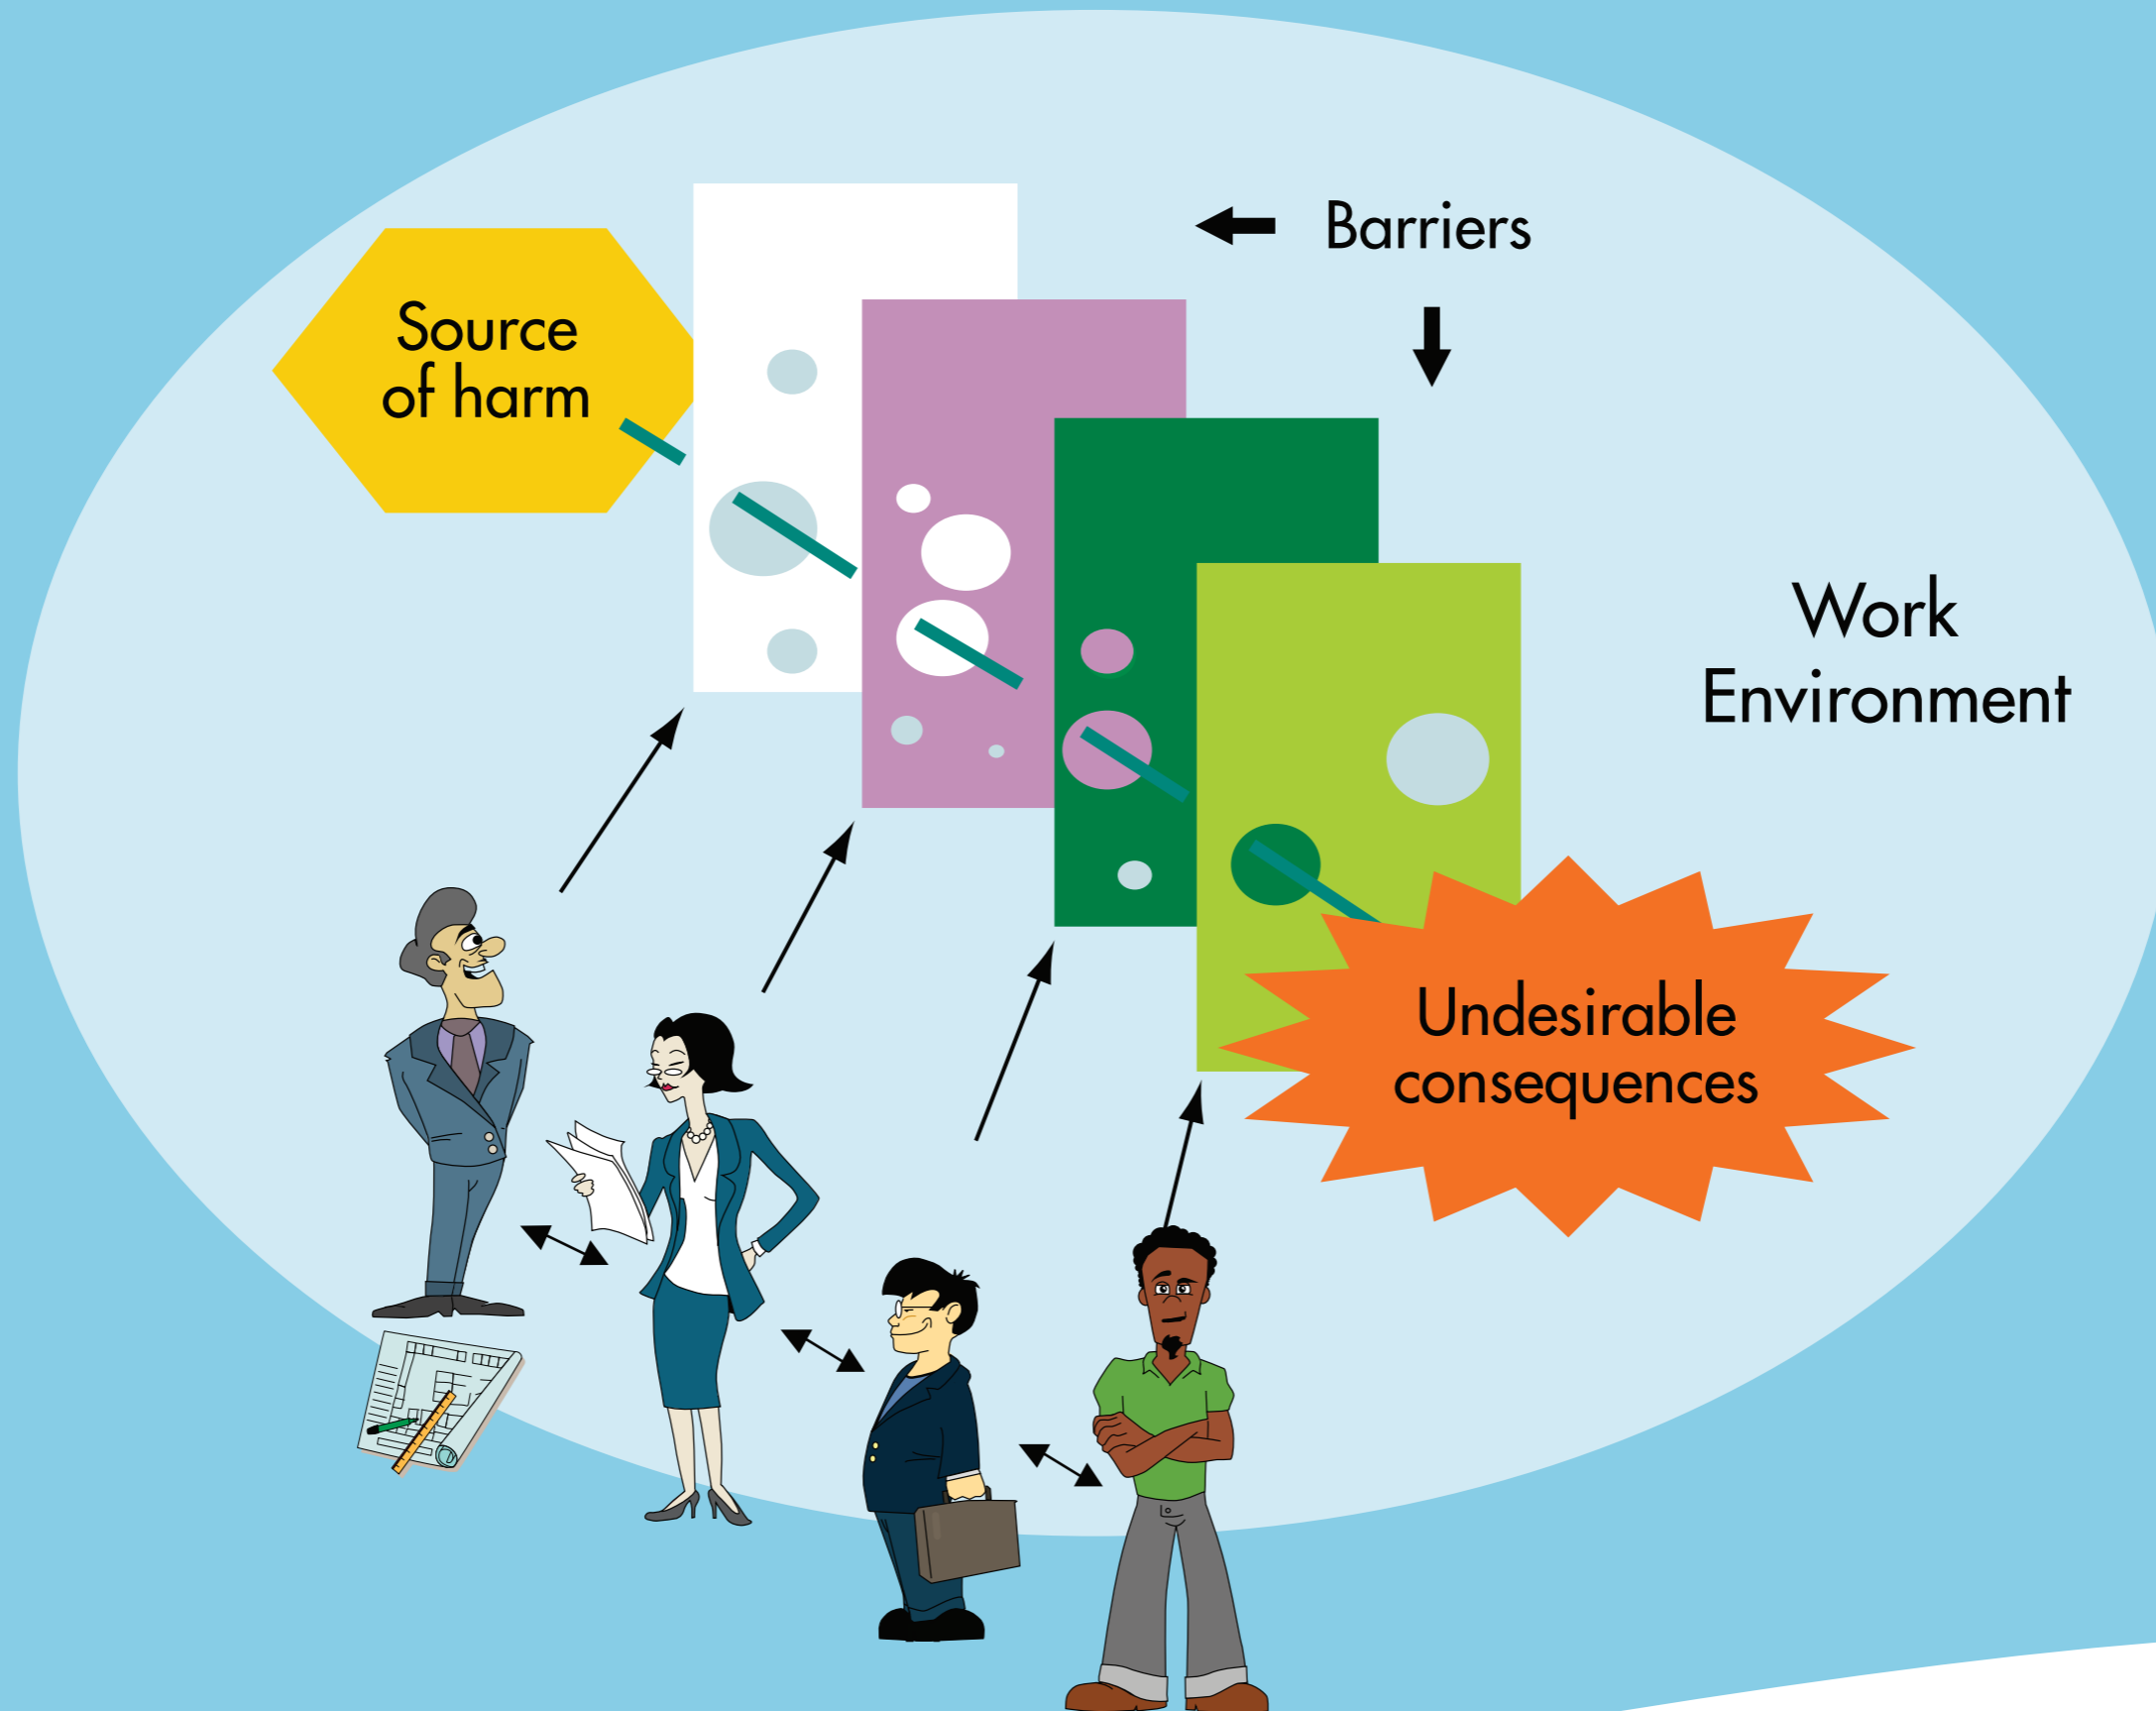 Barriers
Source
of harm
Work
Environment
Undesirable
consequences